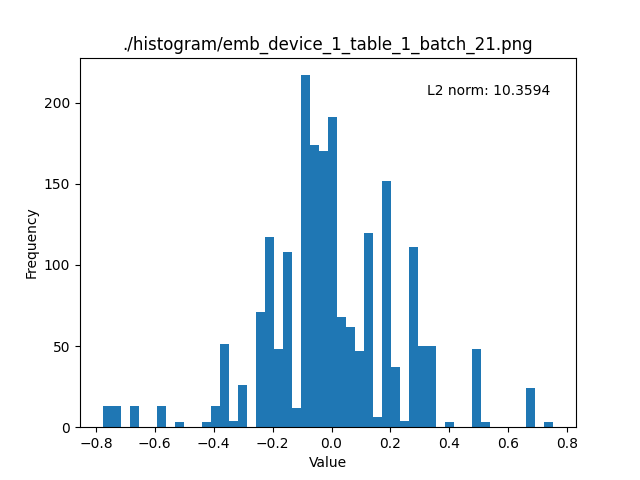 ./histogram/emb_device_1_table_1_batch_21.png
L2 norm: 10.3594
Frequency
200
150
100
50
0
−0.8 −0.6 −0.4 −0.2 0.0 0.2 0.4 0.6 0.8
Value